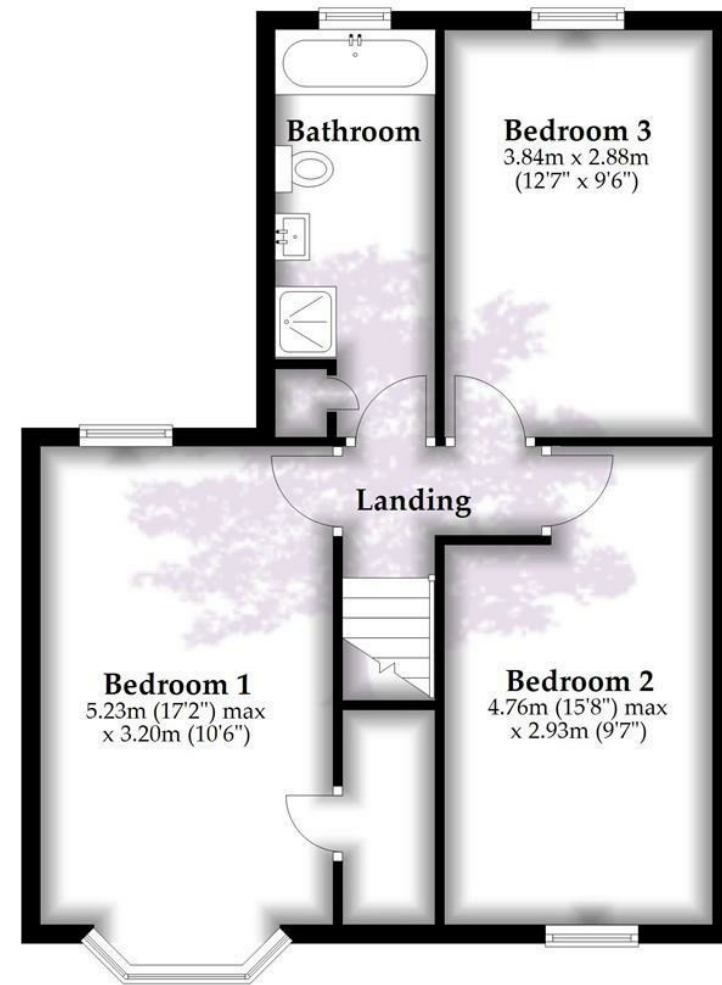 Bathroom
Bedroom 3
3.84m x 2.88m
(12'7" x 9'6")
Landing
Bedroom 1
5.23m (17'2") max
x 3.20m (10'6")
Bedroom 2
4.76m (15'8") max
x 2.93m (9'7")